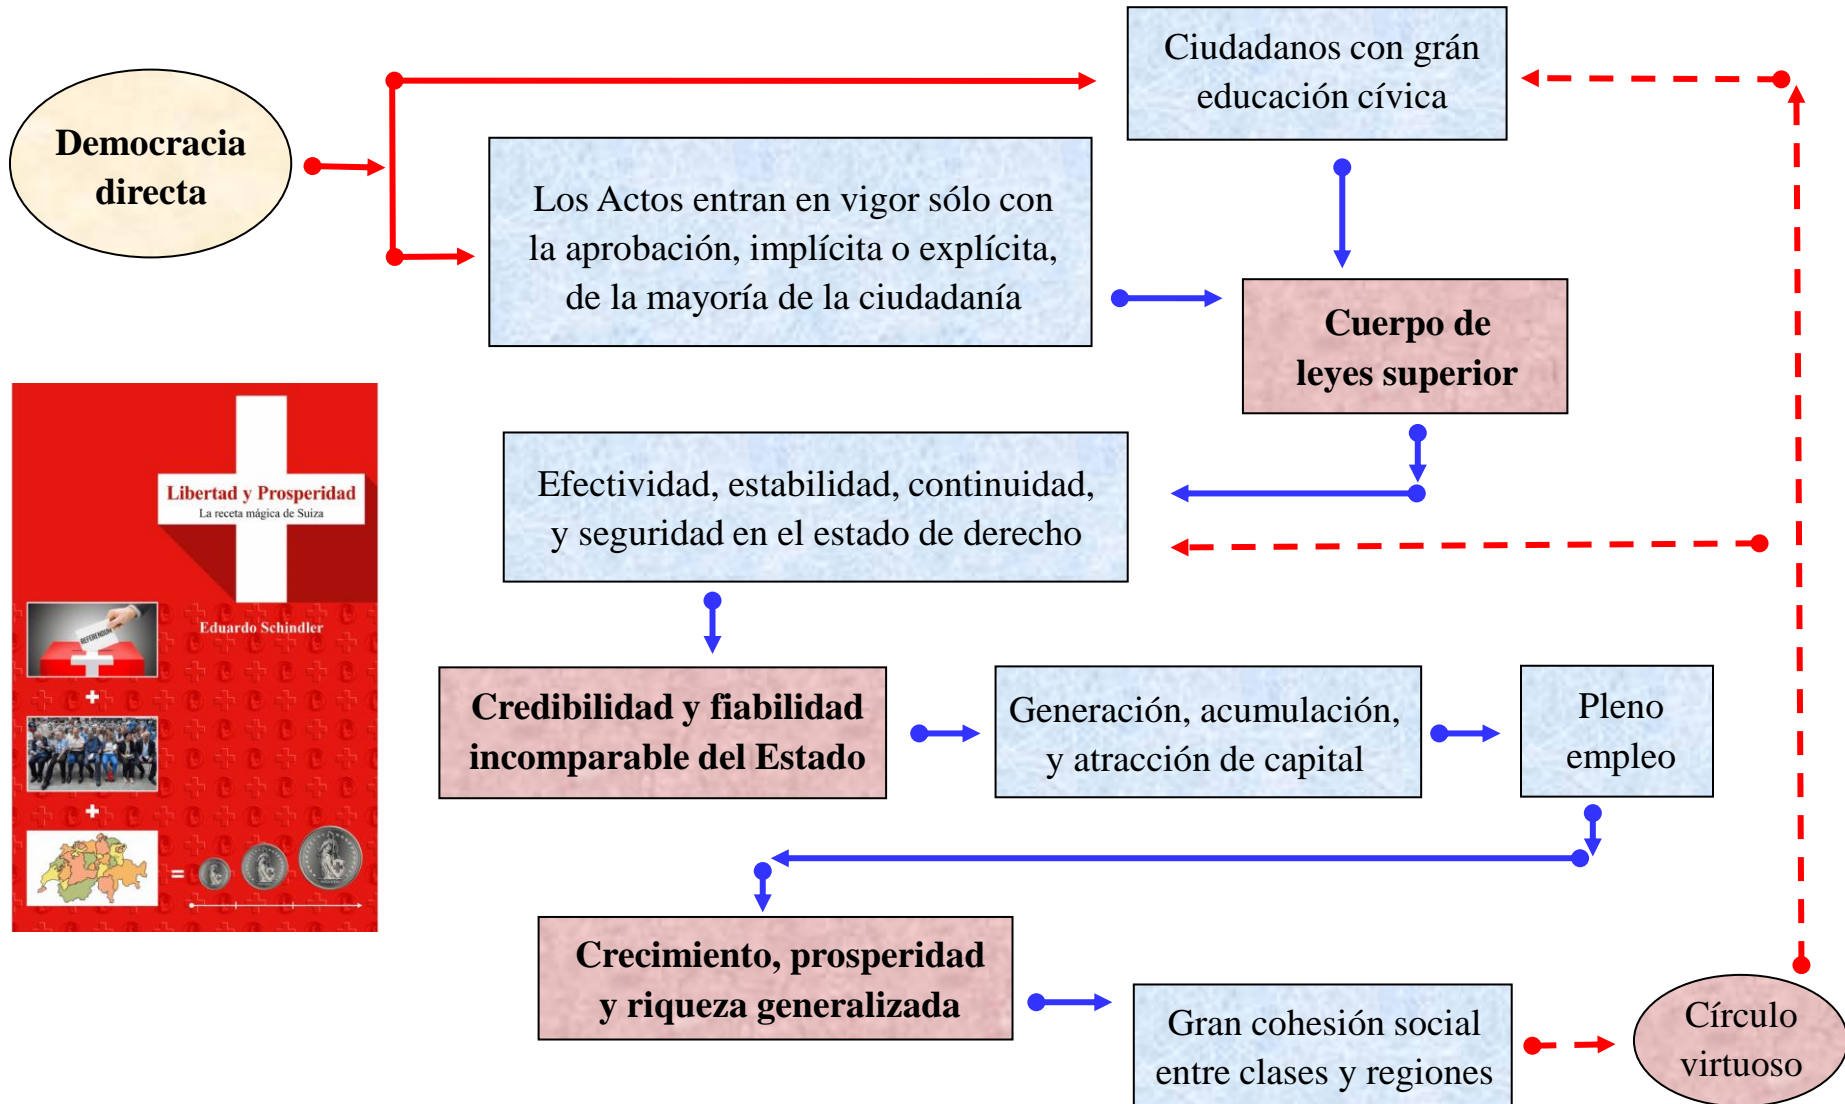 Ciudadanos con grán
educación cívica
Democracia
directa
Los Actos entran en vigor sólo con
la aprobación, implícita o explícita,
de la mayoría de la ciudadanía
Cuerpo de
leyes superior
Libertad y Prosperidad
La receta mágica de Suiza
Efectividad, estabilidad, continuidad,
y seguridad en el estado de derecho
REFERENDUM
Eduardo Schindler
+
+
=
Credibilidad y fiabilidad
incomparable del Estado
Generación, acumulación,
y atracción de capital
Pleno
empleo
Crecimiento, prosperidad
y riqueza generalizada
Gran cohesión social
entre clases y regiones
Círculo
virtuoso